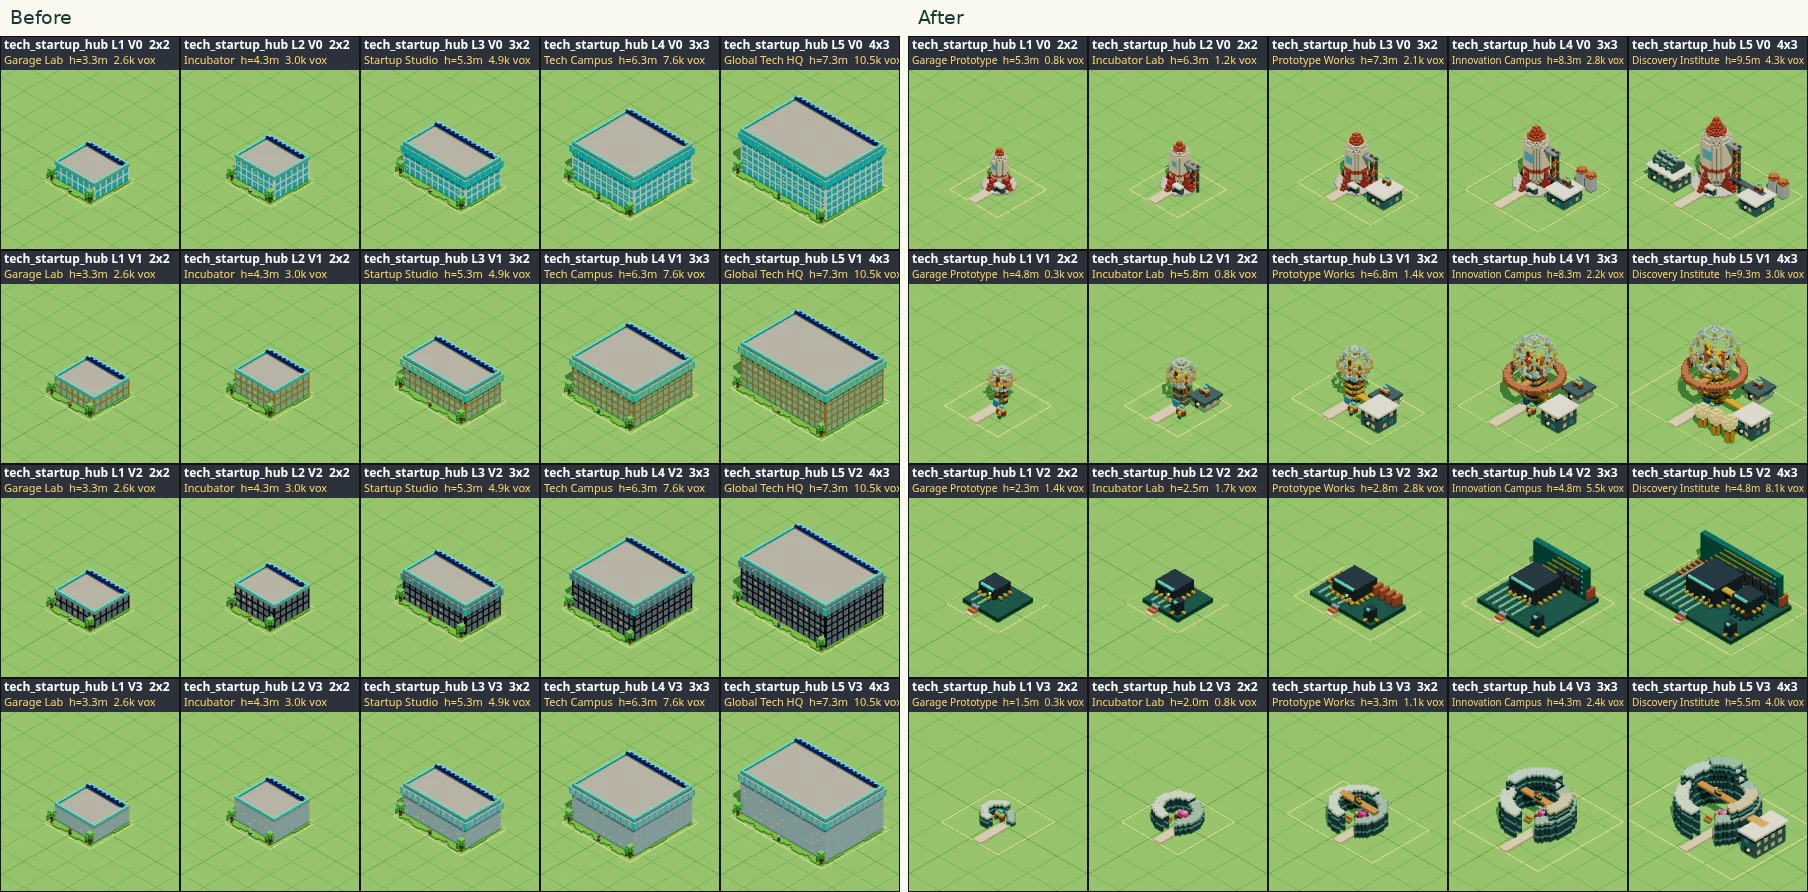 Before
After
tech_startup_hub L1 V0 2x2
Garage Lab h=3.3m 2.6k vox
tech_startup_hub L2 V0 2x2
Incubator h=4.3m 3.0k vox
tech_startup_hub L3 V0 3x2
Startup Studio h=5.3m 4.9k vox
tech_startup_hub L4 V0 3x3
Tech Campus h=6.3m 7.6k vox
tech_startup_hub L5 V0 4x3
Global Tech HQ h=7.3m 10.5k vox
tech_startup_hub L1 V0 2x2
Garage Prototype h=5.3m 0.8k vox
tech_startup_hub L2 V0 2x2
Incubator Lab h=6.3m 1.2k vox
tech_startup_hub L3 V0 3x2
Prototype Works h=7.3m 2.1k vox
tech_startup_hub L4 V0 3x3
Innovation Campus h=8.3m 2.8k vox
tech_startup_hub L5 V0 4x3
Discovery Institute h=9.5m 4.3k vox
tech_startup_hub L1 V1 2x2
Garage Lab h=3.3m 2.6k vox
tech_startup_hub L2 V1 2x2
Incubator h=4.3m 3.0k vox
tech_startup_hub L3 V1 3x2
Startup Studio h=5.3m 4.9k vox
tech_startup_hub L4 V1 3x3
Tech Campus h=6.3m 7.6k vox
tech_startup_hub L5 V1 4x3
Global Tech HQ h=7.3m 10.5k vox
tech_startup_hub L1 V1 2x2
Garage Prototype h=4.8m 0.3k vox
tech_startup_hub L2 V1 2x2
Incubator Lab h=5.8m 0.8k vox
tech_startup_hub L3 V1 3x2
Prototype Works h=6.8m 1.4k vox
tech_startup_hub L4 V1 3x3
Innovation Campus h=8.3m 2.2k vox
tech_startup_hub L5 V1 4x3
Discovery Institute h=9.3m 3.0k vox
tech_startup_hub L1 V2 2x2
Garage Lab h=3.3m 2.6k vox
tech_startup_hub L2 V2 2x2
Incubator h=4.3m 3.0k vox
tech_startup_hub L3 V2 3x2
Startup Studio h=5.3m 4.9k vox
tech_startup_hub L4 V2 3x3
Tech Campus h=6.3m 7.6k vox
tech_startup_hub L5 V2 4x3
Global Tech HQ h=7.3m 10.5k vox
tech_startup_hub L1 V2 2x2
Garage Prototype h=2.3m 1.4k vox
tech_startup_hub L2 V2 2x2
Incubator Lab h=2.5m 1.7k vox
tech_startup_hub L3 V2 3x2
Prototype Works h=2.8m 2.8k vox
tech_startup_hub L4 V2 3x3
Innovation Campus h=4.8m 5.5k vox
tech_startup_hub L5 V2 4x3
Discovery Institute h=4.8m 8.1k vox
tech_startup_hub L1 V3 2x2
Garage Lab h=3.3m 2.6k vox
tech_startup_hub L2 V3 2x2
Incubator h=4.3m 3.0k vox
tech_startup_hub L3 V3 3x2
Startup Studio h=5.3m 4.9k vox
tech_startup_hub L4 V3 3x3
Tech Campus h=6.3m 7.6k vox
tech_startup_hub L5 V3 4x3
Global Tech HQ h=7.3m 10.5k vox
tech_startup_hub L1 V3 2x2
Garage Prototype h=1.5m 0.3k vox
tech_startup_hub L2 V3 2x2
Incubator Lab h=2.0m 0.8k vox
tech_startup_hub L3 V3 3x2
Prototype Works h=3.3m 1.1k vox
tech_startup_hub L4 V3 3x3
Innovation Campus h=4.3m 2.4k vox
tech_startup_hub L5 V3 4x3
Discovery Institute h=5.5m 4.0k vox